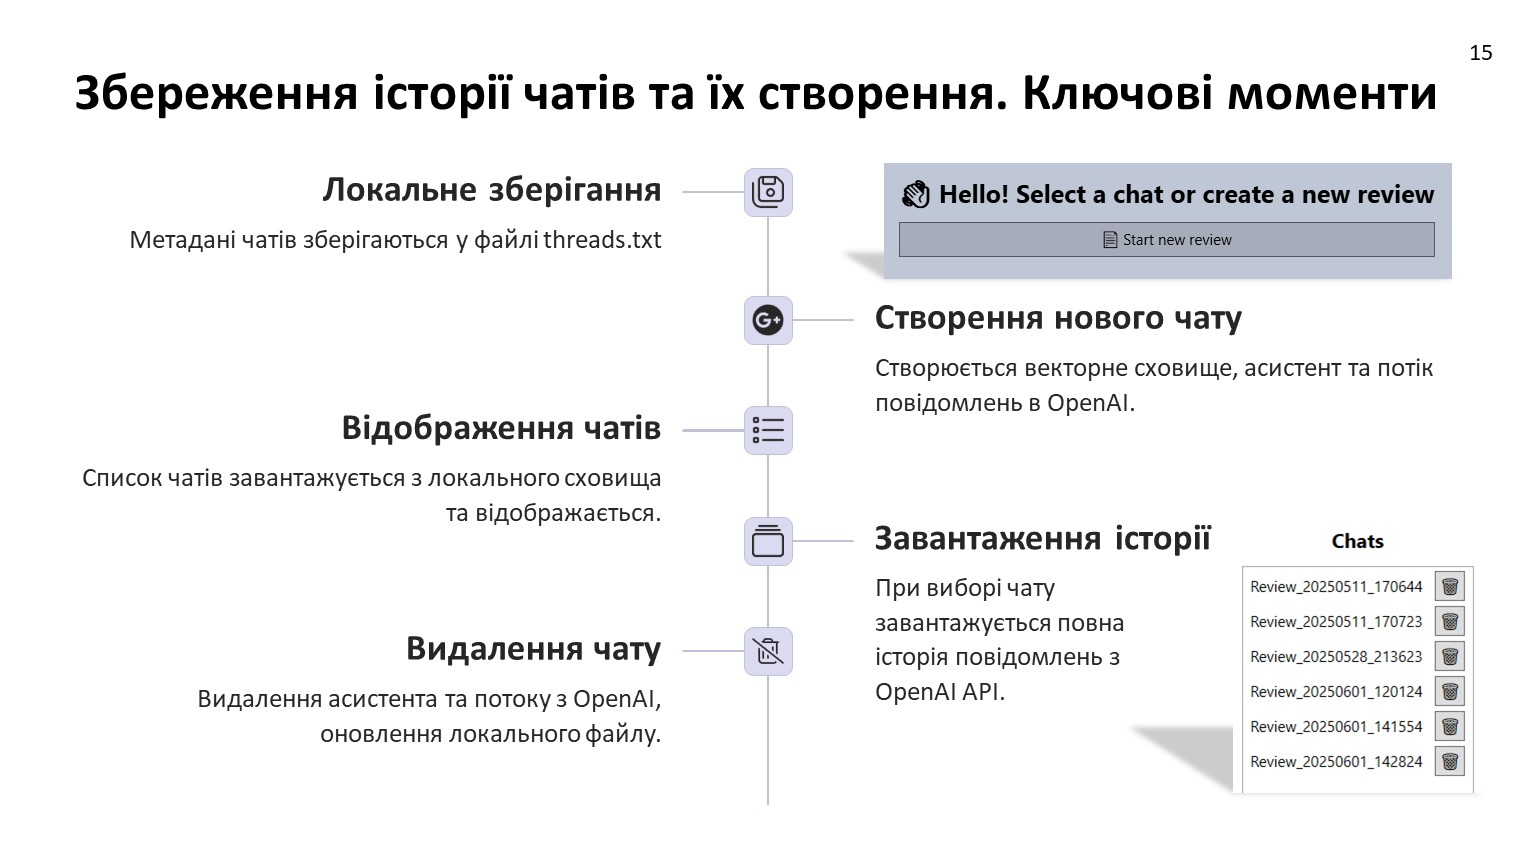 15
Збереження історії чатів та їх створення. Ключові моменти
Локальне зберігання
Метадані чатів зберігаються у файлі threads.txt
Hello! Select a chat or create a new review
Start new review
G+
Створення нового чату
Створюється векторне сховище, асистент та потік
повідомлень в OpenAI.
Відображення чатів
Список чатів завантажується з локального сховища
та відображається.
Завантаження історії
При виборі чату
завантажується повна
історія повідомлень з
OpenAI API.
Chats
Review_20250511_170644
Review_20250511_170723
Review_20250528_213623
Review_20250601_120124
Review_20250601_141554
Review_20250601_142824
Видалення чату
Видалення асистента та потоку з OpenAI,
оновлення локального файлу.